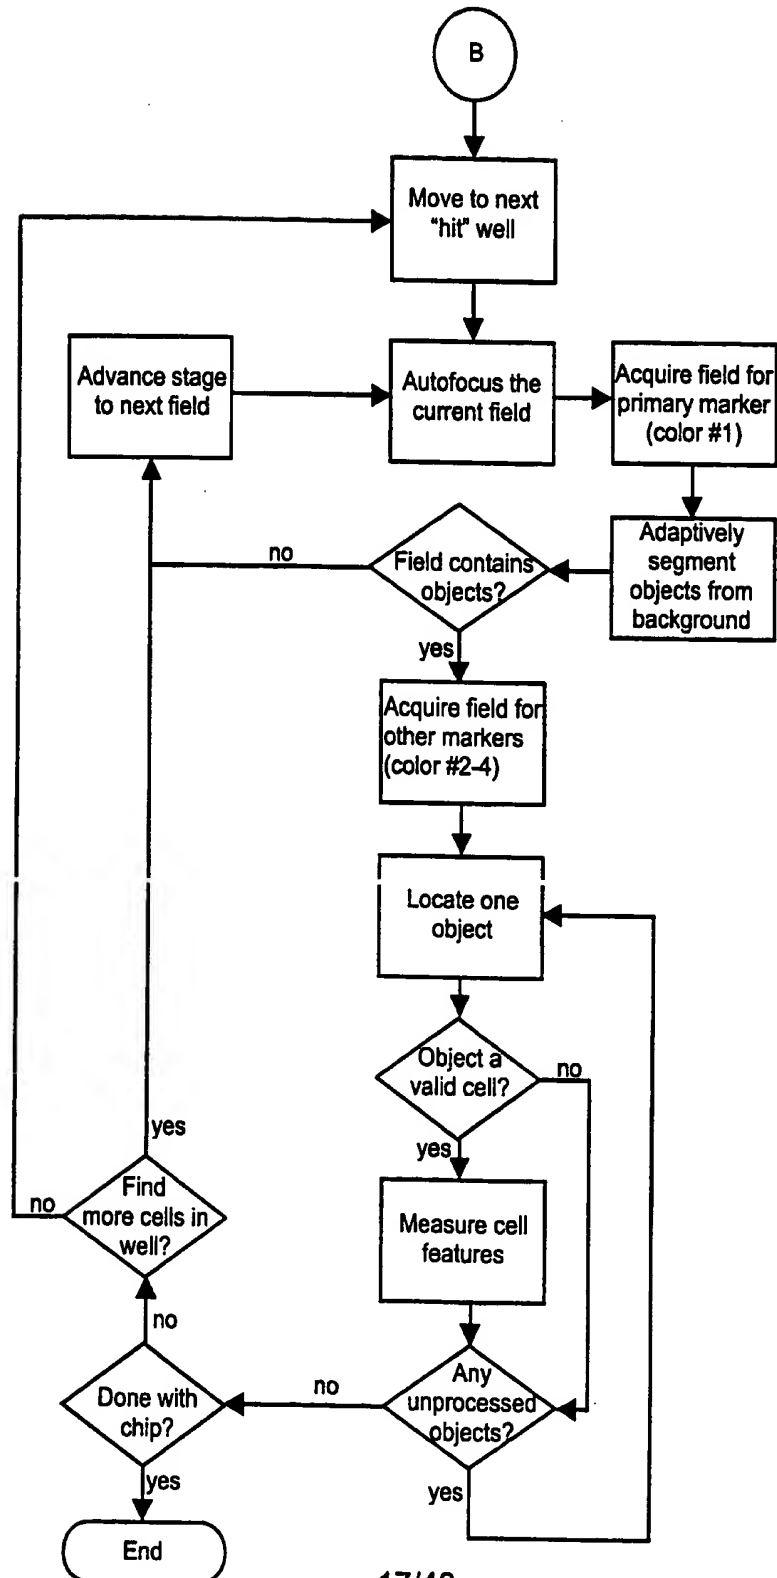 B
Move to next
"hit" well
Advance stage
to next field
Autofocus the
current field
Acquire field for
primary marker
(color #1)
Adaptively
segment
objects from
background
Field contains
objects?
no
yes
Acquire field for
other markers
(color #2-4)
Locate one
object
Object a
valid cell?
no
yes
Measure cell
features
Any
unprocessed
objects?
no
yes
Find
more cells in
well?
yes
no
Done with
chip?
no
yes
End